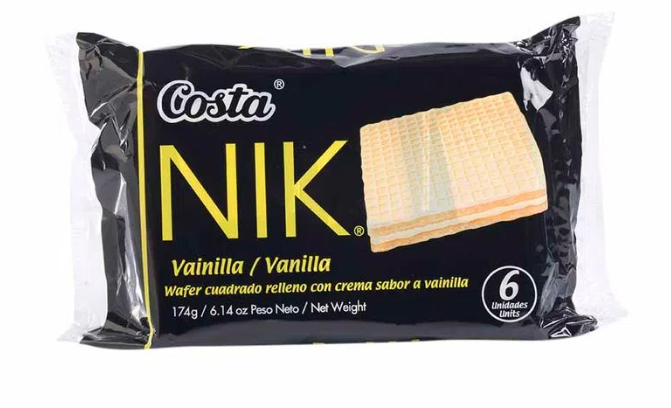 Costa®
NIK®
Vainilla / Vanilla
Wafer cuadrado relleno con crema sabor a vainilla
174g / 6.14 oz Peso Neto / Net Weight
6
Unidades
Units